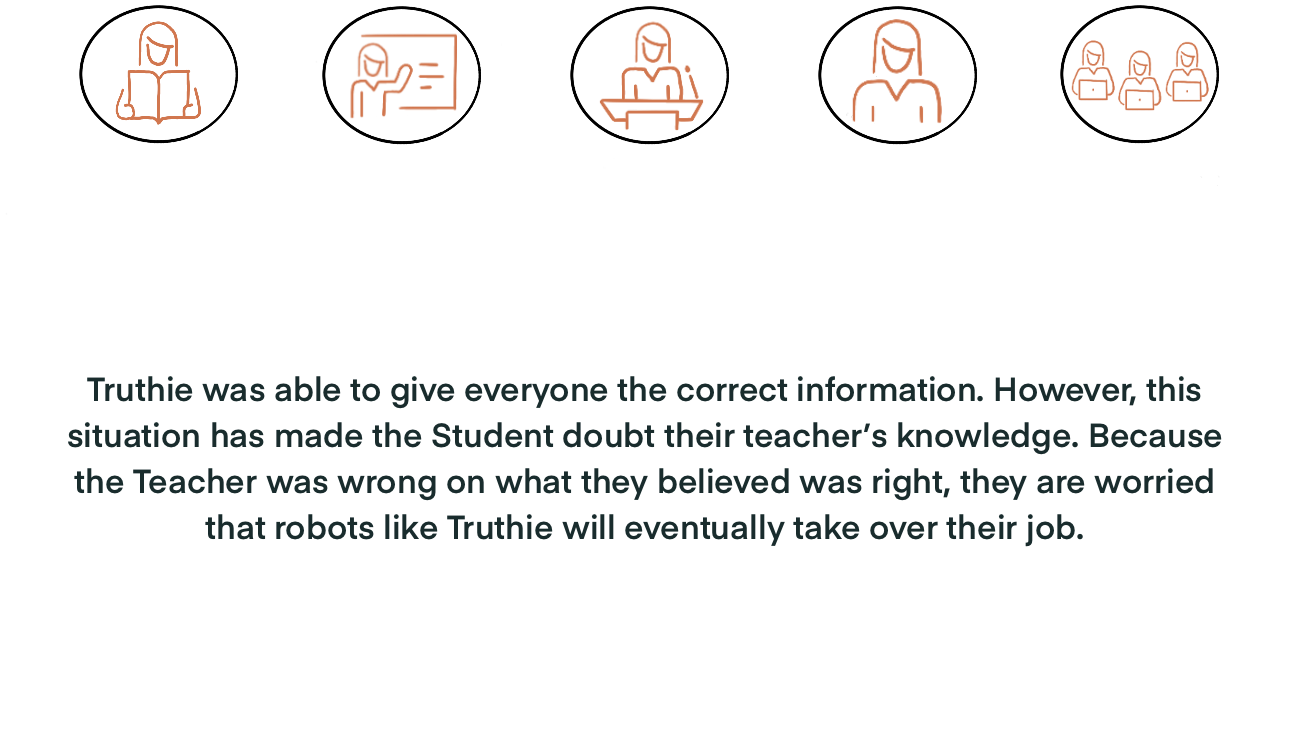 Truthie was able to give everyone the correct information. However, this
situation has made the Student doubt their teacher’s knowledge. Because
the Teacher was wrong on what they believed was right, they are worried
that robots like Truthie will eventually take over their job.